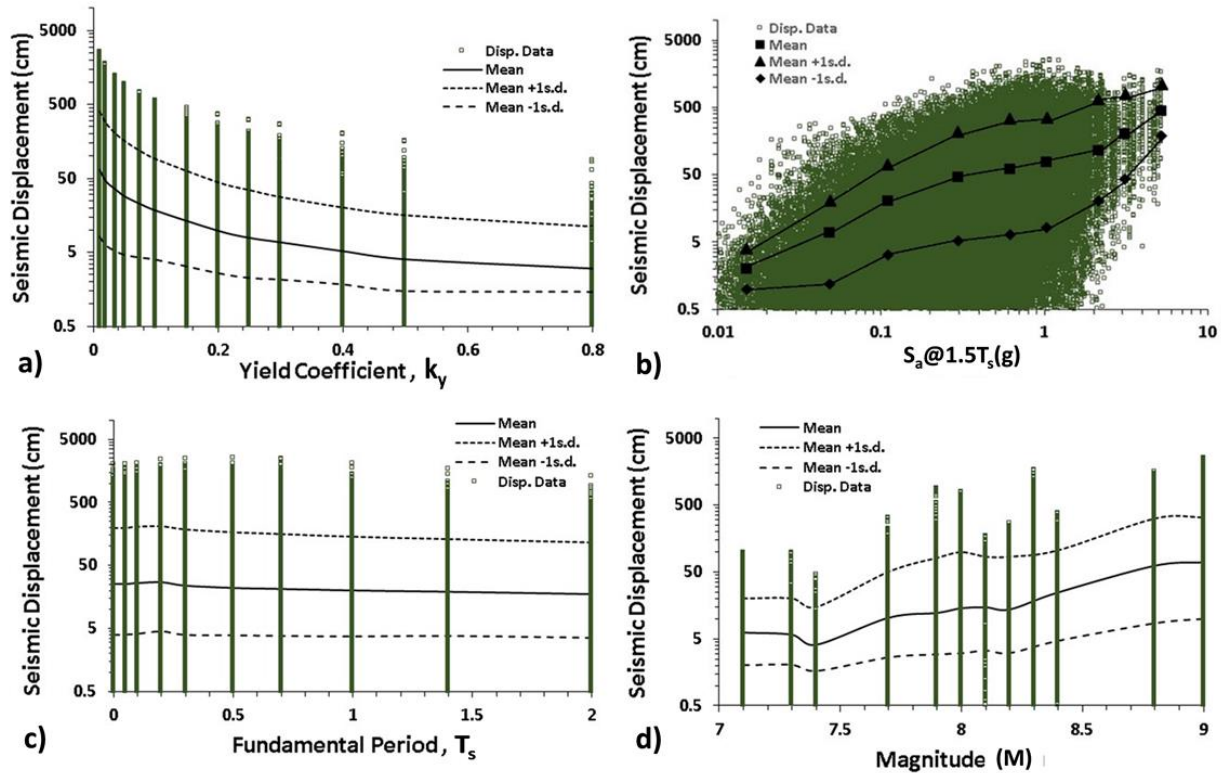 Seismic Displacement (cm)
5000
500
50
5
0.5
Disp. Data
Mean
Mean +1s.d.
Mean -1s.d.
0 0.2 0.4 0.6 0.8
a)
Yield Coefficient , ky
Seismic Displacement (cm)
5000
500
50
5
0.5
Disp. Data
Mean
Mean +1s.d.
Mean -1s.d.
0.01 0.1 1 10
b)
Sa@1.5Ts(g)
Seismic Displacement (cm)
5000
500
50
5
0.5
Mean
Mean +1s.d.
Mean -1s.d.
Disp. Data
0 0.5 1 1.5 2
c)
Fundamental Period , Ts
Seismic Displacement (cm)
5000
500
50
5
0.5
Mean
Mean +1s.d.
Mean -1s.d.
Disp. Data
7 7.5 8 8.5 9
d)
Magnitude (M)